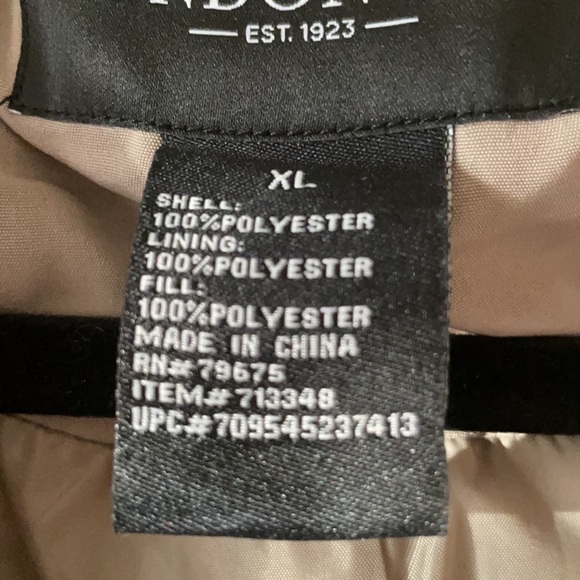 EST. 1923
XL
SHELL:
100%POLYESTER
LINING:
100%POLYESTER
FILL:
100%POLYESTER
MADE IN CHINA
RN#79675
ITEM#713348
UPC#709545237413